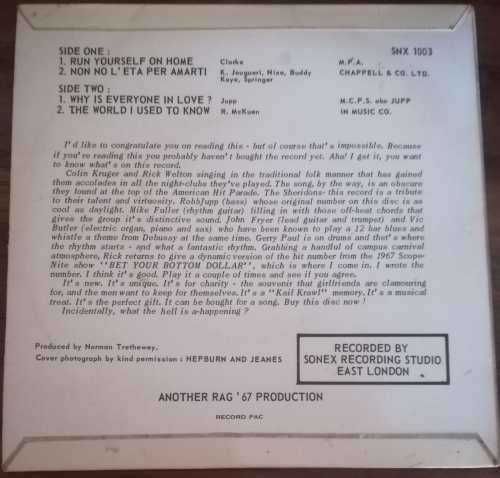 SIDE ONE : SNX 1003
1. RUN YOURSELF ON HOME Clarke M.P.A.
2. NON NO L'ETA PER AMARTI K. Jougueri, Nisa, Buddy Kaye, Springer CHAPPELL & CO. LTD.
SIDE TWO :
1. WHY IS EVERYONE IN LOVE ? Jupp M.C.P.S. obo JUPP
2. THE WORLD I USED TO KNOW R. McKuen IN MUSIC CO.
I'd like to congratulate you on reading this - but of course that's impossible. Because
if you're reading this you probably haven't bought the record yet. Aha! I get it, you want
to know what's on this record.
Colin Kruger and Rick Welton singing in the traditional folk manner that has gained
them accolades in all the night-clubs they've played. The song, by the way, is an obscure
they found at the top of the American Hit Parade. The Sheridons- this record is a tribute
to their talent and virtuosity. Robb Jupp (bass) whose original number on this disc is as
cool as daylight. Mike Fuller (rhythm guitar) filling in with those off-beat chords that
gives the group it's distinctive sound. John Fryer (lead guitar and trumpet) and Vic
Butler (electric organ, piano and sax) who have been known to play a 12 bar blues and
whistle a theme from Debussy at the same time. Gerry Paul is on drums and that's where
the rhythm starts - and what a fantastic rhythm. Grabbing a handful of campus carnival
atmosphere, Rick returns to give a dynamic version of the hit number from the 1967 Scope-
Nite show "BET YOUR BOTTOM DOLLAR", which is where I come in. I wrote the
number. I think it's good. Play it a couple of times and see if you agree.
It's new. It's unique. It's for charity - the souvenir that girlfriends are clamouring
for, and the men want to keep for themselves. It's a "Kail Krawl" memory. It's a musical
treat. It's the perfect gift. It can be bought for a song. Buy this disc now !
Incidentally, what the hell is a-happening ?
Produced by Norman Tretheway,
Cover photograph by kind permission : HEPBURN AND JEANES
RECORDED BY
SONEX RECORDING STUDIO
EAST LONDON
ANOTHER RAG '67 PRODUCTION
RECORD PAC